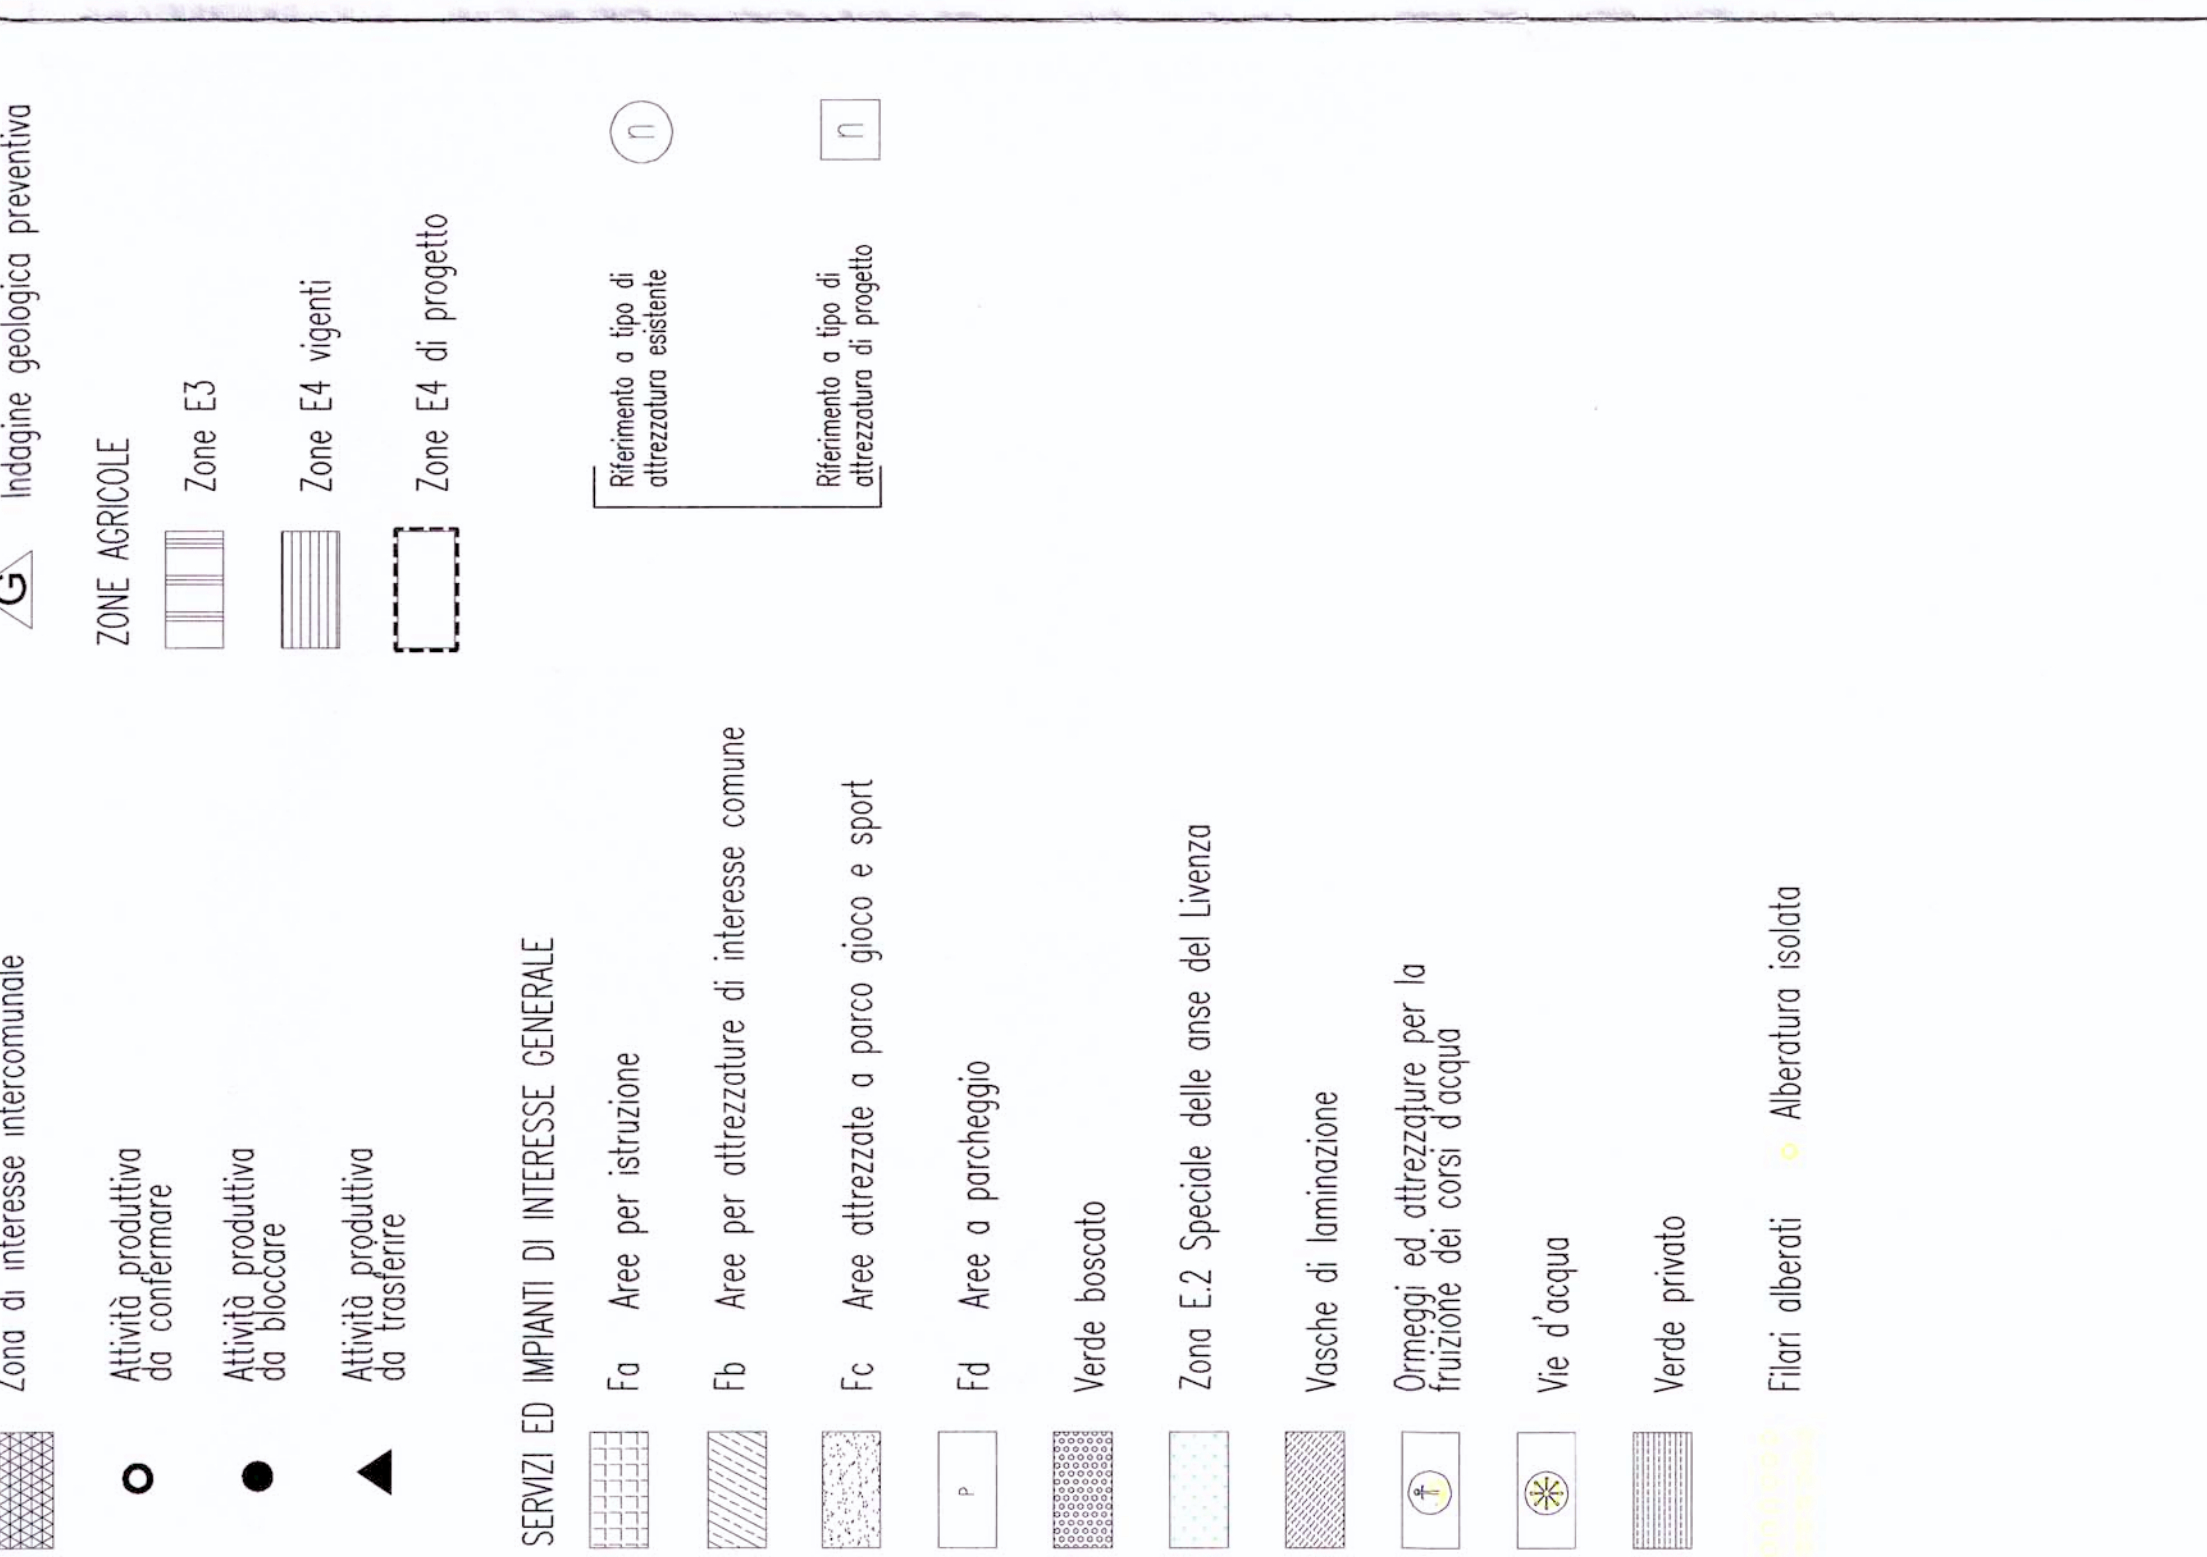 Zona di interesse intercomunale
Attività produttiva
da confermare
Attività produttiva
da bloccare
Attività produttiva
da trasferire
SERVIZI ED IMPIANTI DI INTERESSE GENERALE
Fa Aree per istruzione
Fb Aree per attrezzature di interesse comune
Fc Aree attrezzate a parco gioco e sport
P Fd Aree a parcheggio
Verde boscato
Zona E.2 Speciale delle anse del Livenza
Vasche di laminazione
Ormeggi ed attrezzature per la
fruizione dei corsi d'acqua
Vie d'acqua
Verde privato
Filari alberati Alberatura isolata
G Indagine geologica preventiva
ZONE AGRICOLE
Zone E3
Zone E4 vigenti
Zone E4 di progetto
Riferimento a tipo di
attrezzatura esistente
n
Riferimento a tipo di
attrezzatura di progetto
n